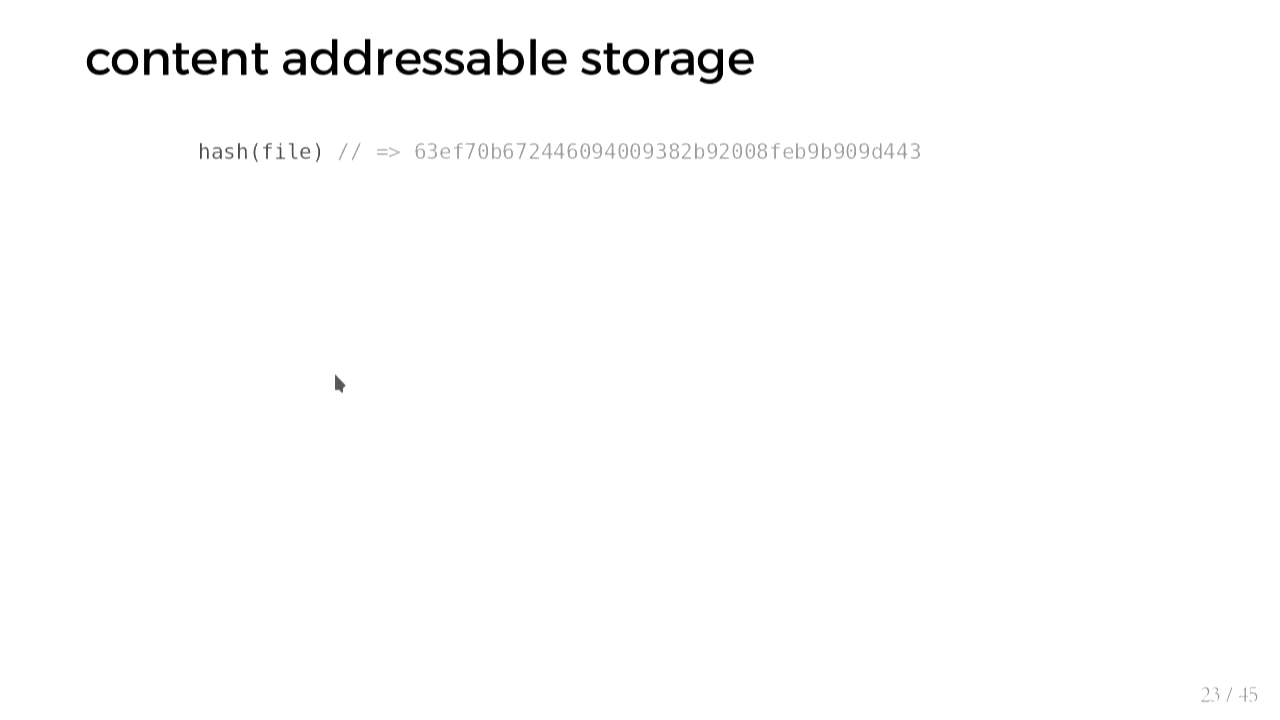 content addressable storage
hash(file) // => 63ef70b672446094009382b92008feb9b909d443
23 / 45